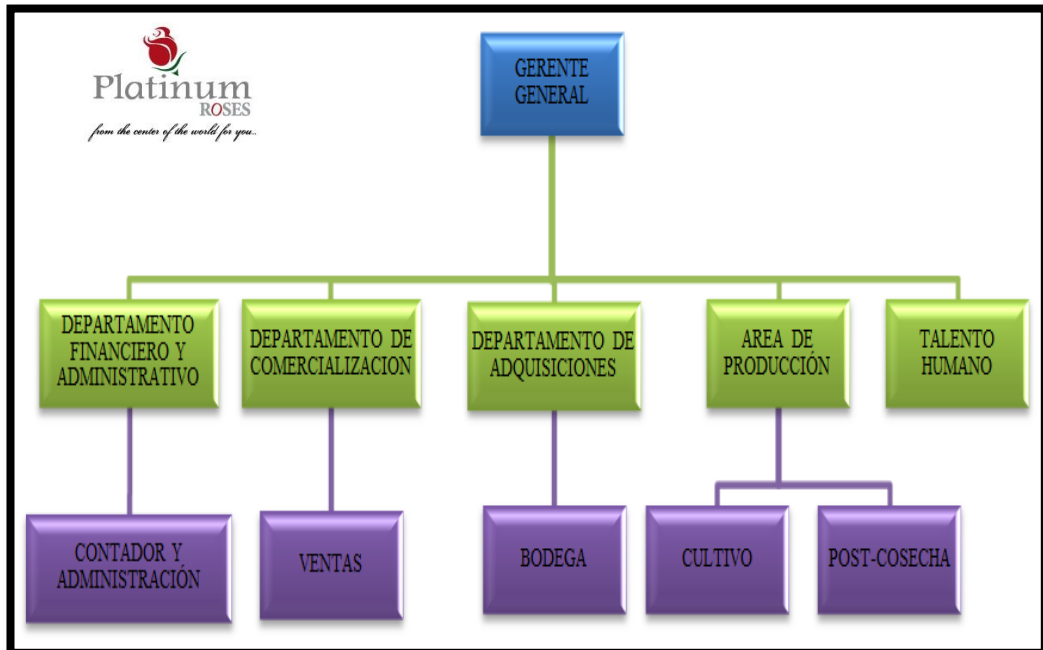 Platinum
ROSES
from the center of the world for you..
GERENTE
GENERAL
DEPARTAMENTO
FINANCIERO Y
ADMINISTRATIVO
DEPARTAMENTO DE
COMERCIALIZACION
DEPARTAMENTO DE
ADQUISICIONES
AREA DE
PRODUCCIÓN
TALENTO
HUMANO
CONTADOR Y
ADMINISTRACIÓN
VENTAS
BODEGA
CULTIVO
POST-COSECHA